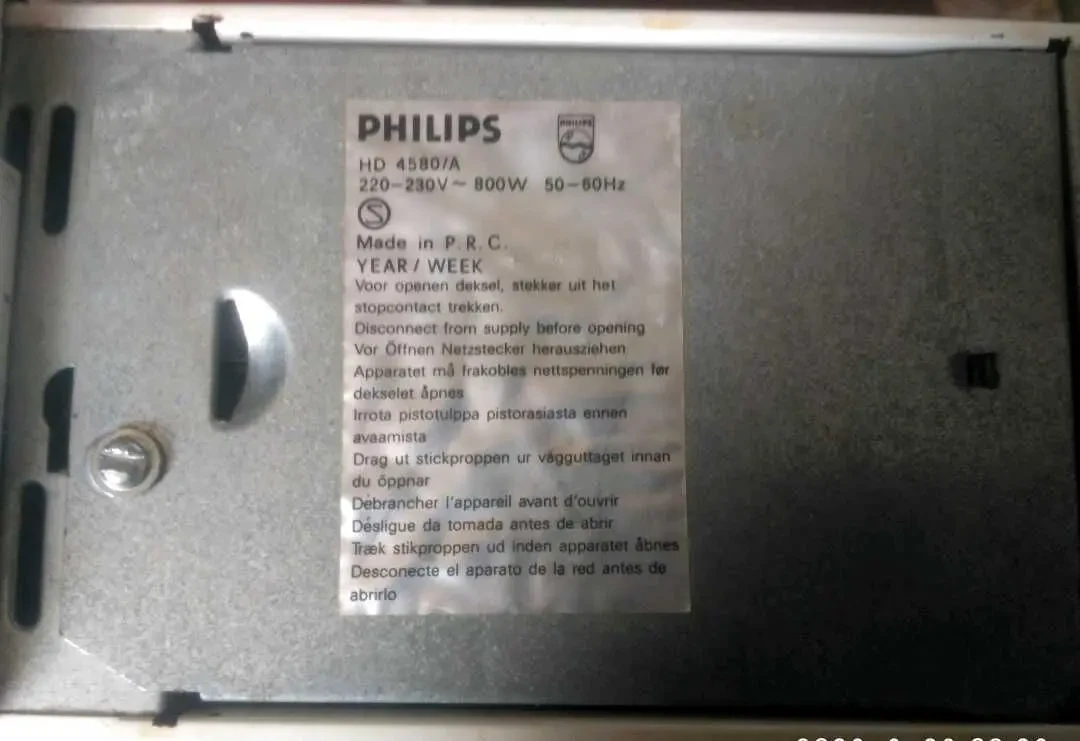 PHILIPS
PHILIPS
HD 4580/A
220–230V ~ 800W 50–60Hz
S
Made in P.R.C.
YEAR / WEEK
Voor openen deksel, stekker uit het
stopcontact trekken.
Disconnect from supply before opening
Vor Öffnen Netzstecker herausziehen
Apparatet må frakobles nettspenningen før
dekselet åpnes
Irrota pistotulppa pistorasiasta ennen
avaamista
Drag ut stickproppen ur vägguttaget innan
du öppnar
Débrancher l'appareil avant d'ouvrir
Désligue da tomada antes de abrir
Træk stikproppen ud inden apparatet åbnes
Desconecte el aparato de la red antes de
abrirlo